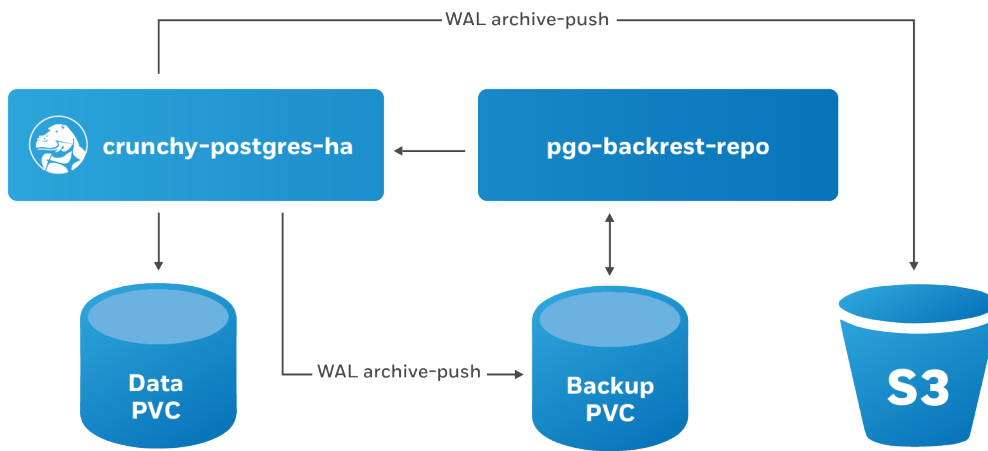 WAL archive-push
crunchy-postgres-ha
pgo-backrest-repo
WAL archive-push
Data
PVC
Backup
PVC
S3